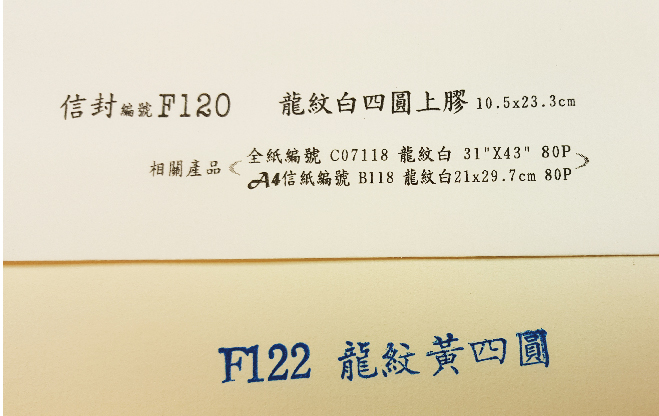 信封編號F120 龍紋白四圓上膠 10.5x23.3cm
相關產品
全紙編號 C07118 龍紋白 31"X43" 80P
A4信紙編號 B118 龍紋白21x29.7cm 80P
F122 龍紋黃四圓